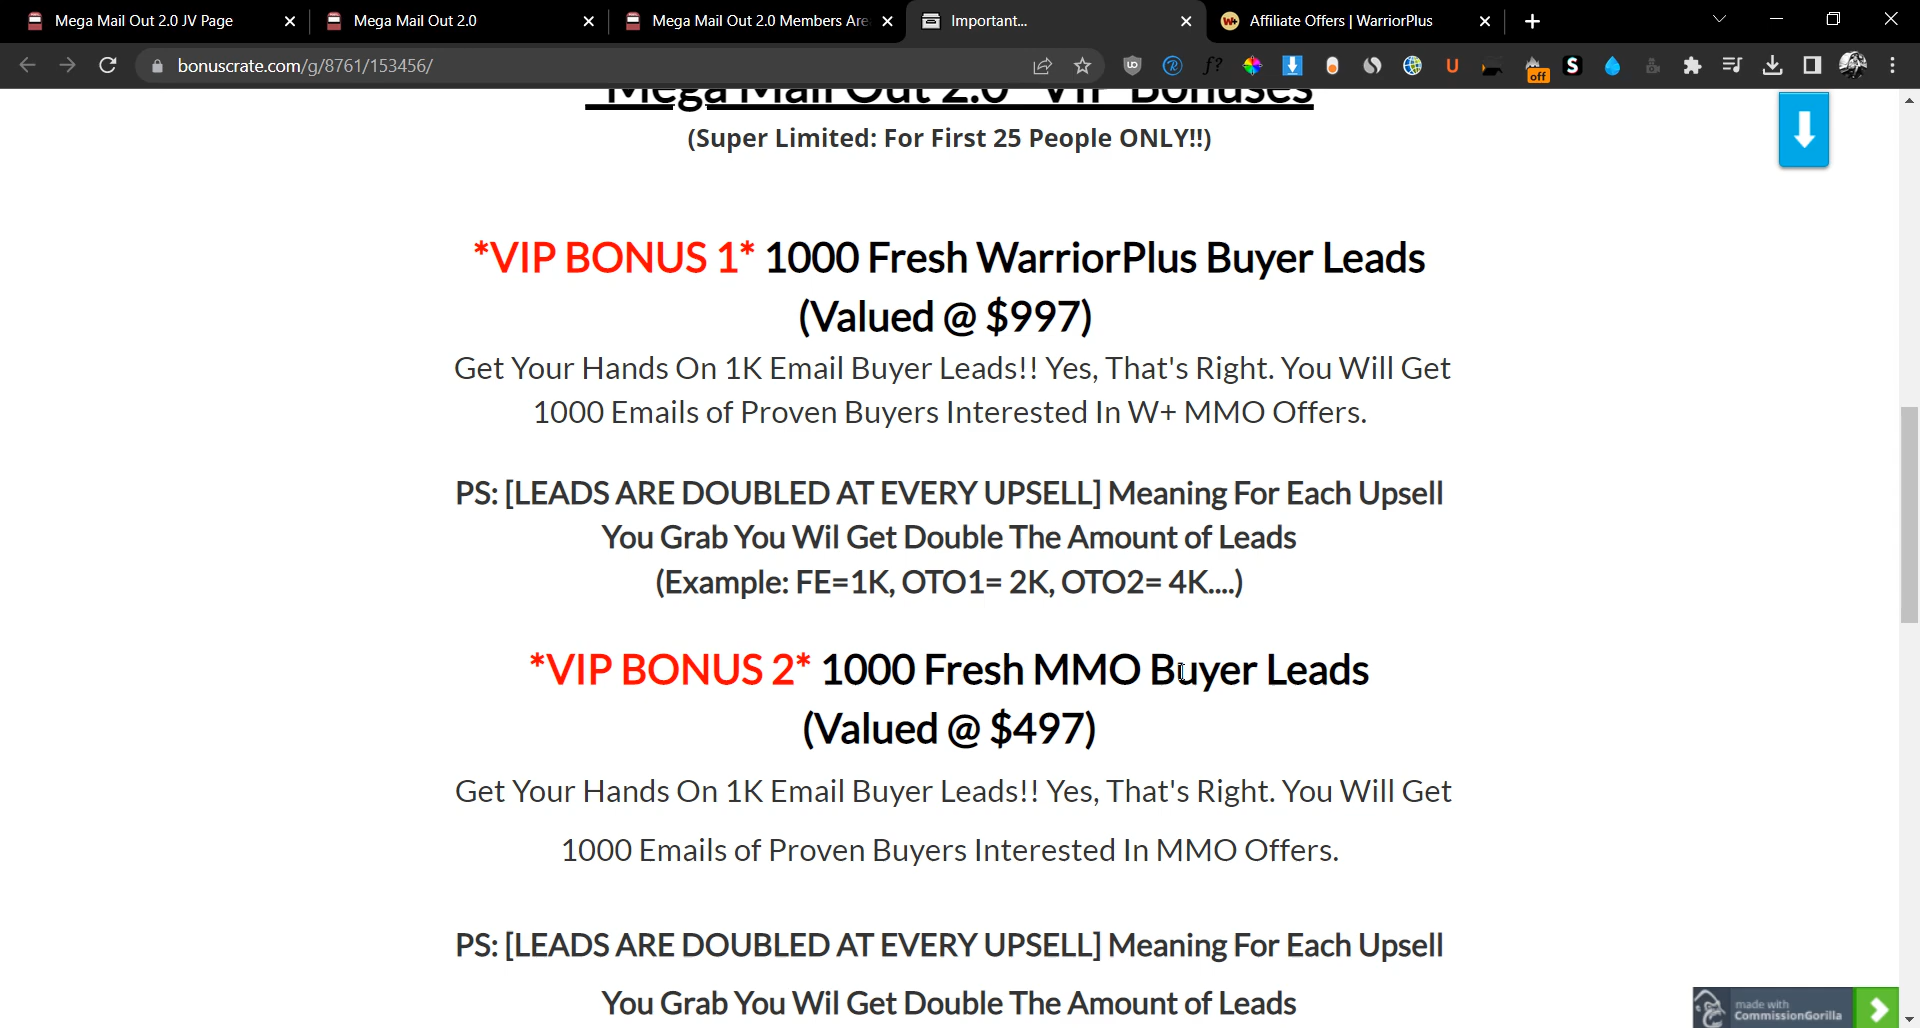 Mega Mail Out 2.0 JV Page
Mega Mail Out 2.0
Mega Mail Out 2.0 Members Are
Important...
W+
Affiliate Offers | WarriorPlus
bonuscrate.com/g/8761/153456/
f?
U
off
S
"Mega Mail Out 2.0" VIP Bonuses
(Super Limited: For First 25 People ONLY!!)
*VIP BONUS 1* 1000 Fresh WarriorPlus Buyer Leads
(Valued @ $997)
Get Your Hands On 1K Email Buyer Leads!! Yes, That's Right. You Will Get
1000 Emails of Proven Buyers Interested In W+ MMO Offers.
PS: [LEADS ARE DOUBLED AT EVERY UPSELL] Meaning For Each Upsell
You Grab You Wil Get Double The Amount of Leads
(Example: FE=1K, OTO1= 2K, OTO2= 4K....)
*VIP BONUS 2* 1000 Fresh MMO Buyer Leads
(Valued @ $497)
Get Your Hands On 1K Email Buyer Leads!! Yes, That's Right. You Will Get
1000 Emails of Proven Buyers Interested In MMO Offers.
PS: [LEADS ARE DOUBLED AT EVERY UPSELL] Meaning For Each Upsell
You Grab You Wil Get Double The Amount of Leads
made with
CommissionGorilla